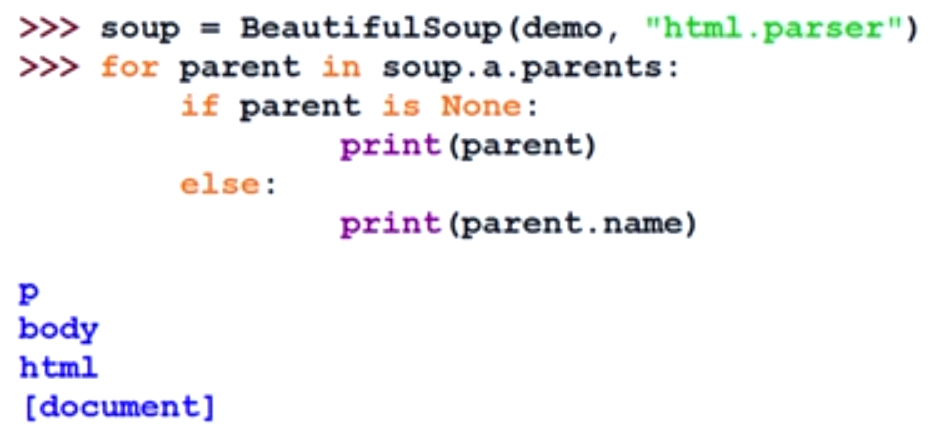 >>> soup = BeautifulSoup(demo, "html.parser")
>>> for parent in soup.a.parents:
        if parent is None:
                print(parent)
        else:
                print(parent.name)

p
body
html
[document]